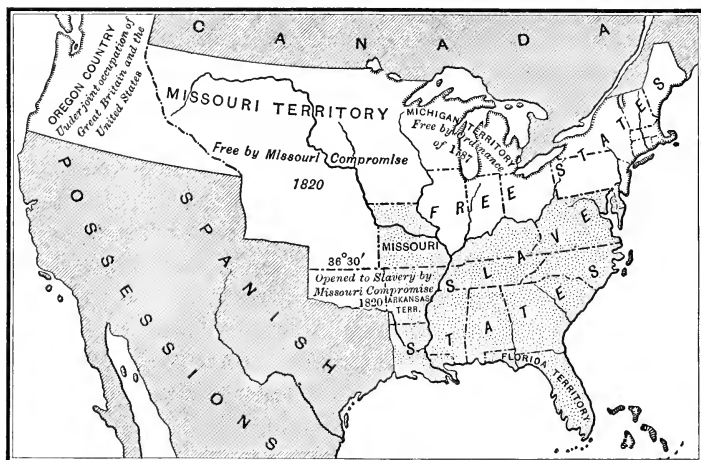 CANADA
OREGON COUNTRY
Under joint occupation of
Great Britain and the
United States
MISSOURI TERRITORY
Free by Missouri Compromise
1820
MICHIGAN TERRITORY
Free by Ordinance
of 1787
FREE STATES
MISSOURI
36°30'
Opened to Slavery by
Missouri Compromise
1820
ARKANSAS
TERR.
SLAVE
STATES
FLORIDA TERRITORY
SPANISH
POSSESSIONS